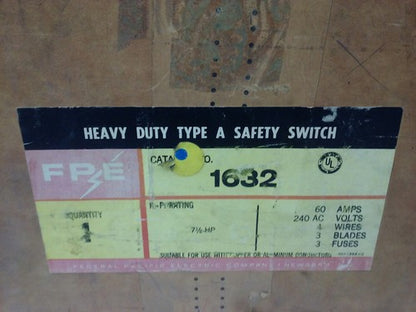 HEAVY DUTY TYPE A SAFETY SWITCH
FPE
CATA NO.
1632
UL
QUANTITY
1
RATING
7½-HP
60 AMPS
240 AC VOLTS
4 WIRES
3 BLADES
3 FUSES
SUITABLE FOR USE WITH COPPER OR ALUMINUM CONDUCTORS
FEDERAL PACIFIC ELECTRIC COMPANY / NEWARK